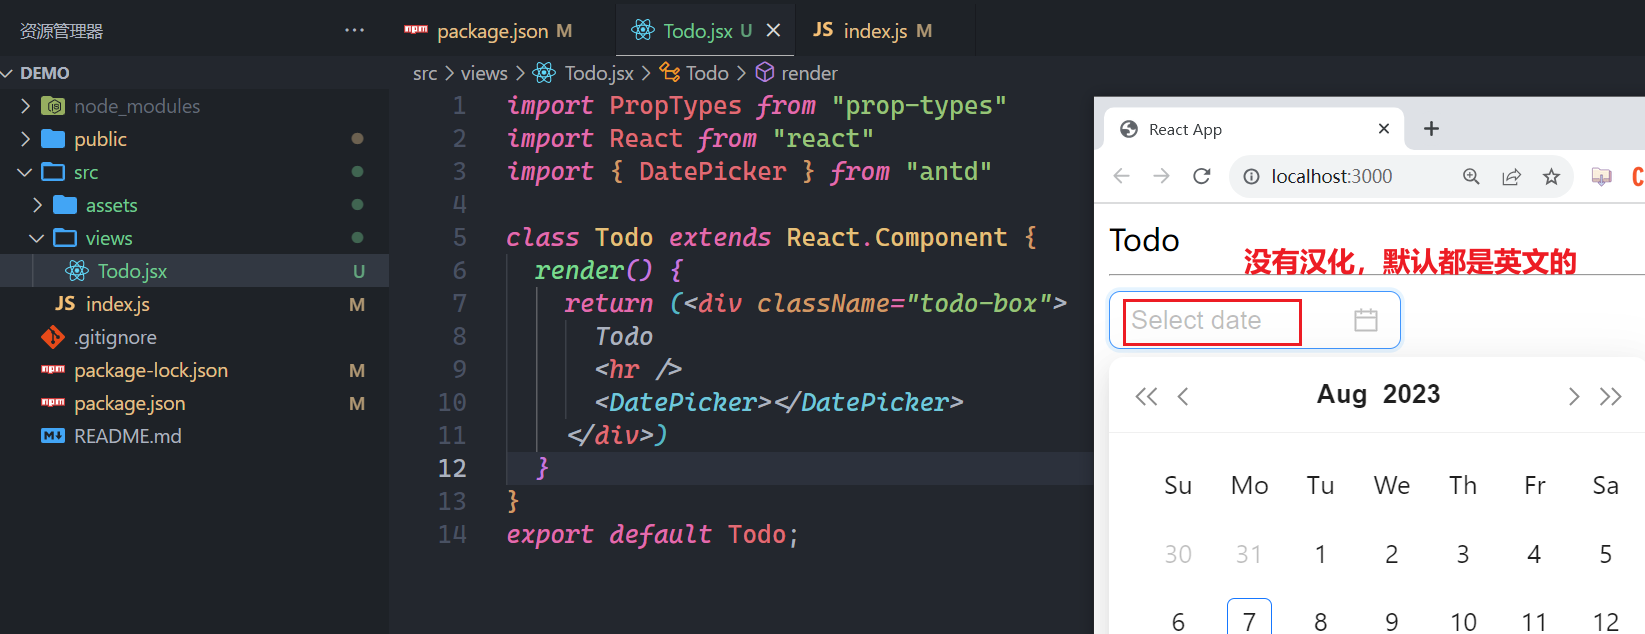 资源管理器 ···
DEMO
node_modules
public
src
assets
views
Todo.jsx U
index.js M
.gitignore
package-lock.json M
package.json M
README.md
package.json M Todo.jsx U JS index.js M
src > views > Todo.jsx > Todo > render
1 import PropTypes from "prop-types"
2 import React from "react"
3 import { DatePicker } from "antd"
4
5 class Todo extends React.Component {
6 render() {
7 return (<div className="todo-box">
8 Todo
9 <hr />
10 <DatePicker></DatePicker>
11 </div>)
12 }
13 }
14 export default Todo;
React App
localhost:3000
Todo
没有汉化，默认都是英文的
Select date
Aug 2023
Su Mo Tu We Th Fr Sa
30 31 1 2 3 4 5
6 7 8 9 10 11 12